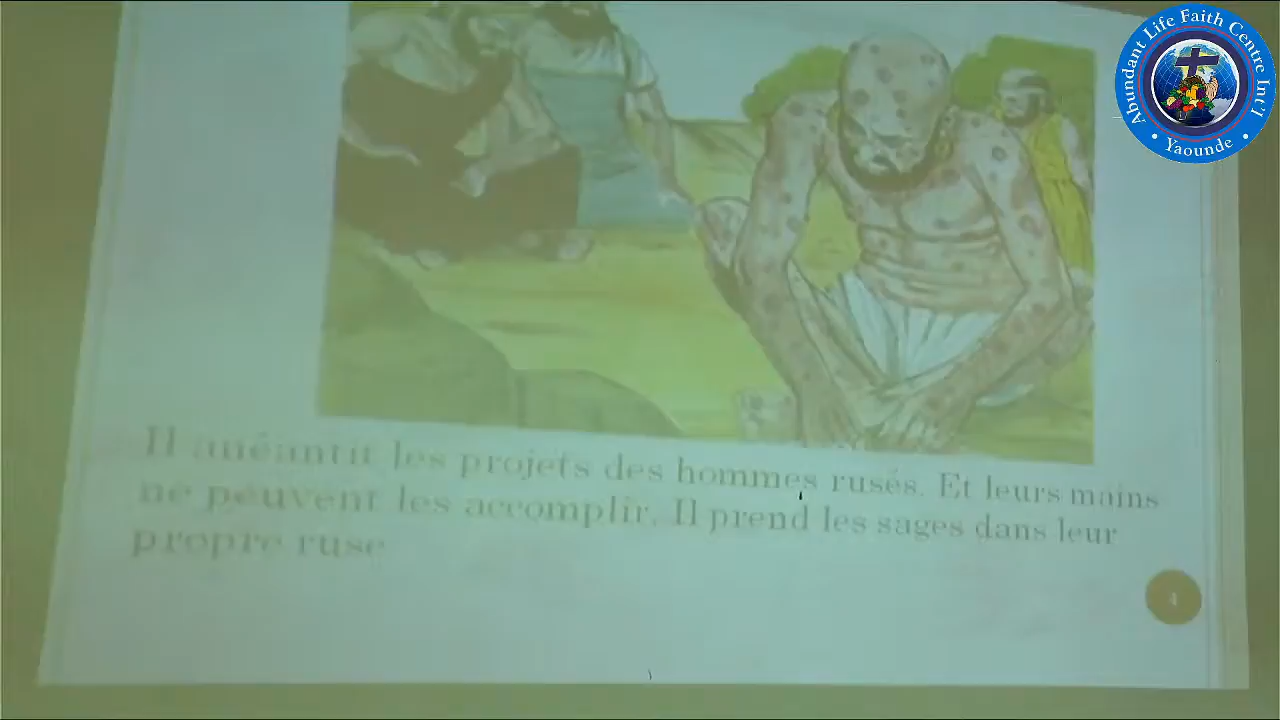 Abundant Life Faith Centre Int'l
• Yaounde •
Il anéantit les projets des hommes rusés. Et leurs mains
ne peuvent les accomplir. Il prend les sages dans leur
propre ruse
4